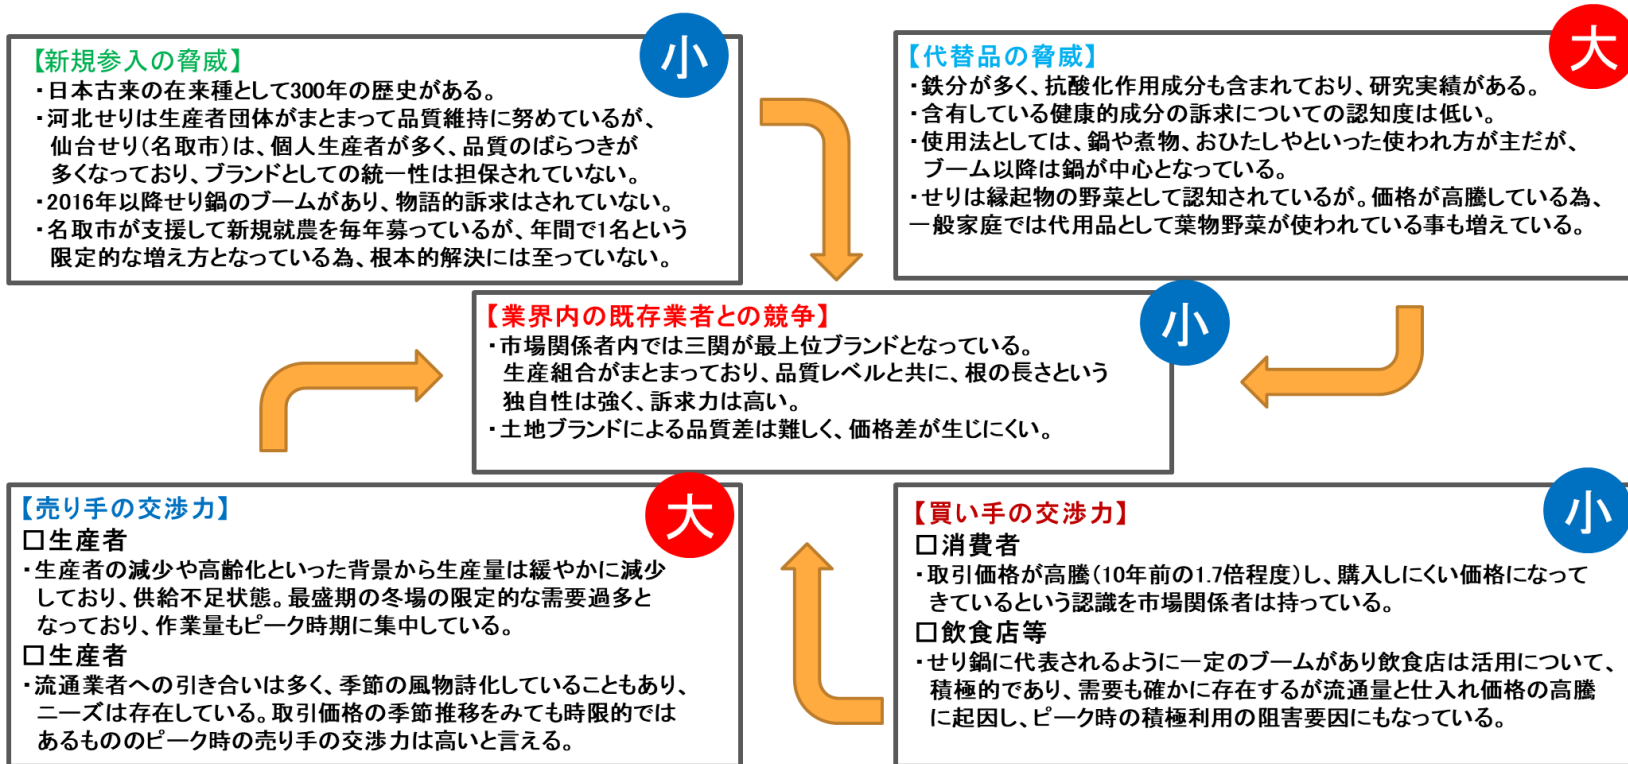 【新規参入の脅威】
小
・日本古来の在来種として300年の歴史がある。
・河北せりは生産者団体がまとまって品質維持に努めているが、
仙台せり(名取市)は、個人生産者が多く、品質のばらつきが
多くなっており、ブランドとしての統一性は担保されていない。
・2016年以降せり鍋のブームがあり、物語的訴求はされていない。
・名取市が支援して新規就農を毎年募っているが、年間で1名という
限定的な増え方となっている為、根本的解決には至っていない。
【代替品の脅威】
大
・鉄分が多く、抗酸化作用成分も含まれており、研究実績がある。
・含有している健康的成分の訴求についての認知度は低い。
・使用法としては、鍋や煮物、おひたしやといった使われ方が主だが、
ブーム以降は鍋が中心となっている。
・せりは縁起物の野菜として認知されているが。価格が高騰している為、
一般家庭では代用品として葉物野菜が使われている事も増えている。
【業界内の既存業者との競争】
小
・市場関係者内では三関が最上位ブランドとなっている。
生産組合がまとまっており、品質レベルと共に、根の長さという
独自性は強く、訴求力は高い。
・土地ブランドによる品質差は難しく、価格差が生じにくい。
【売り手の交渉力】
大
□生産者
・生産者の減少や高齢化といった背景から生産量は緩やかに減少
しており、供給不足状態。最盛期の冬場の限定的な需要過多と
なっており、作業量もピーク時期に集中している。
□生産者
・流通業者への引き合いは多く、季節の風物詩化していることもあり、
ニーズは存在している。取引価格の季節推移をみても時限的では
あるもののピーク時の売り手の交渉力は高いと言える。
【買い手の交渉力】
小
□消費者
・取引価格が高騰(10年前の1.7倍程度)し、購入しにくい価格になって
きているという認識を市場関係者は持っている。
□飲食店等
・せり鍋に代表されるように一定のブームがあり飲食店は活用について、
積極的であり、需要も確かに存在するが流通量と仕入れ価格の高騰
に起因し、ピーク時の積極利用の阻害要因にもなっている。